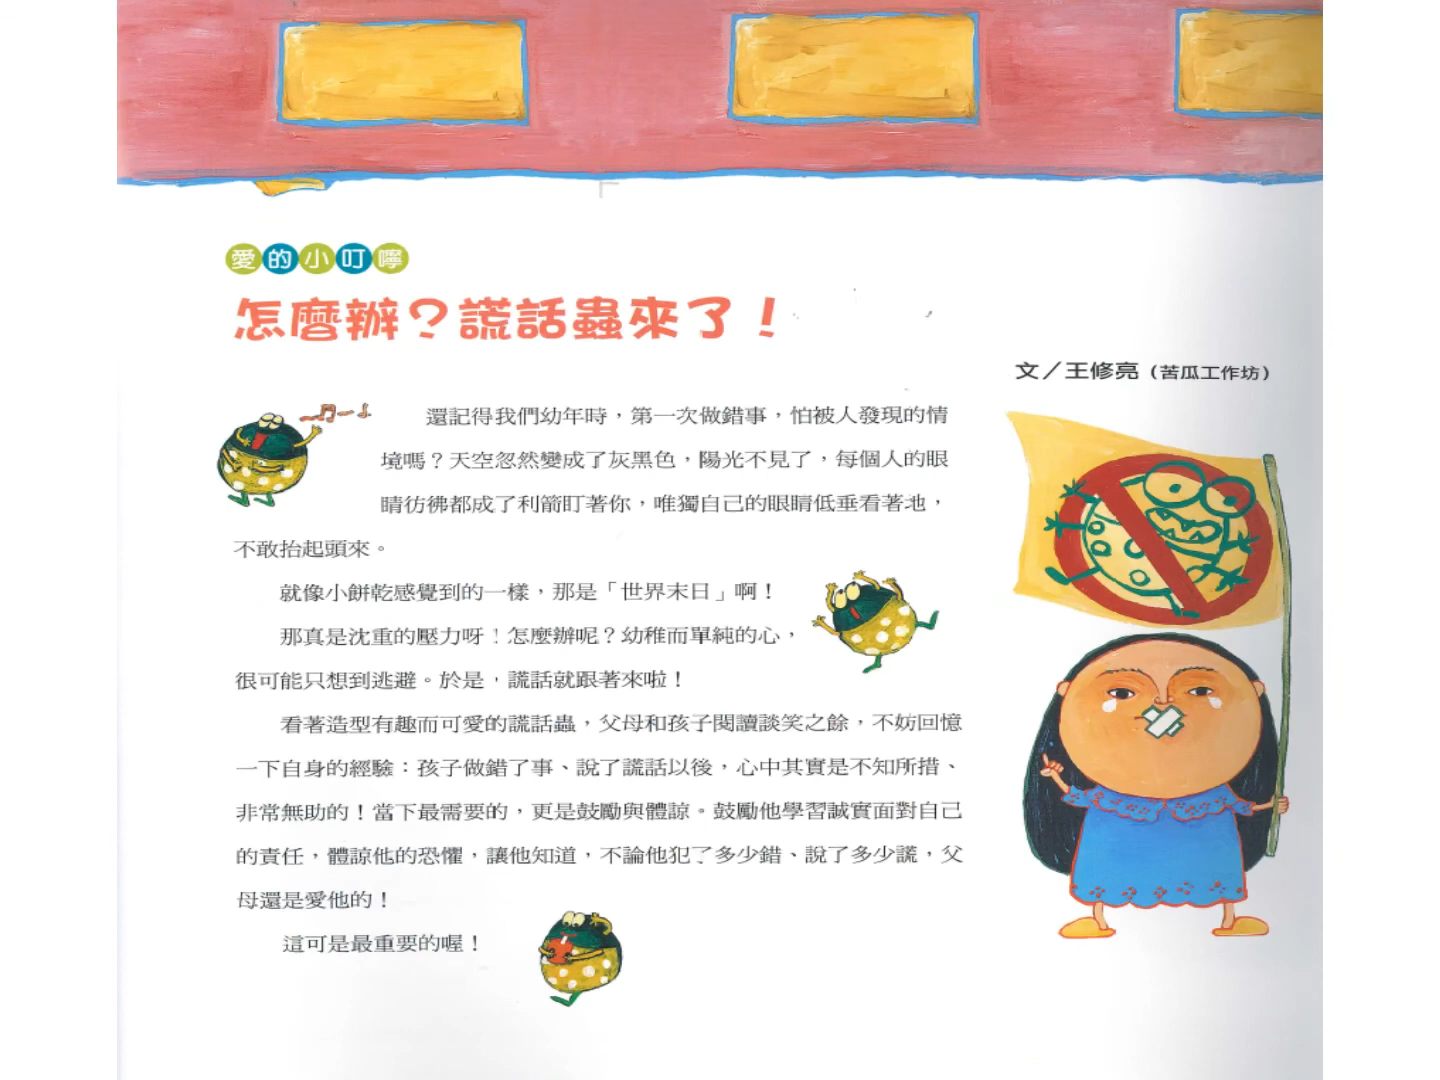 愛的小叮嚀
怎麼辦？謊話蟲來了！
文／王修亮（苦瓜工作坊）
還記得我們幼年時，第一次做錯事，怕被人發現的情
境嗎？天空忽然變成了灰黑色，陽光不見了，每個人的眼
睛彷彿都成了利箭盯著你，唯獨自己的眼睛低垂看著地，
不敢抬起頭來。
就像小餅乾感覺到的一樣，那是「世界末日」啊！
那真是沈重的壓力呀！怎麼辦呢？幼稚而單純的心，
很可能只想到逃避。於是，謊話就跟著來啦！
看著造型有趣而可愛的謊話蟲，父母和孩子閱讀談笑之餘，不妨回憶
一下自身的經驗：孩子做錯了事、說了謊話以後，心中其實是不知所措、
非常無助的！當下最需要的，更是鼓勵與體諒。鼓勵他學習誠實面對自己
的責任，體諒他的恐懼，讓他知道，不論他犯了多少錯、說了多少謊，父
母還是愛他的！
這可是最重要的喔！